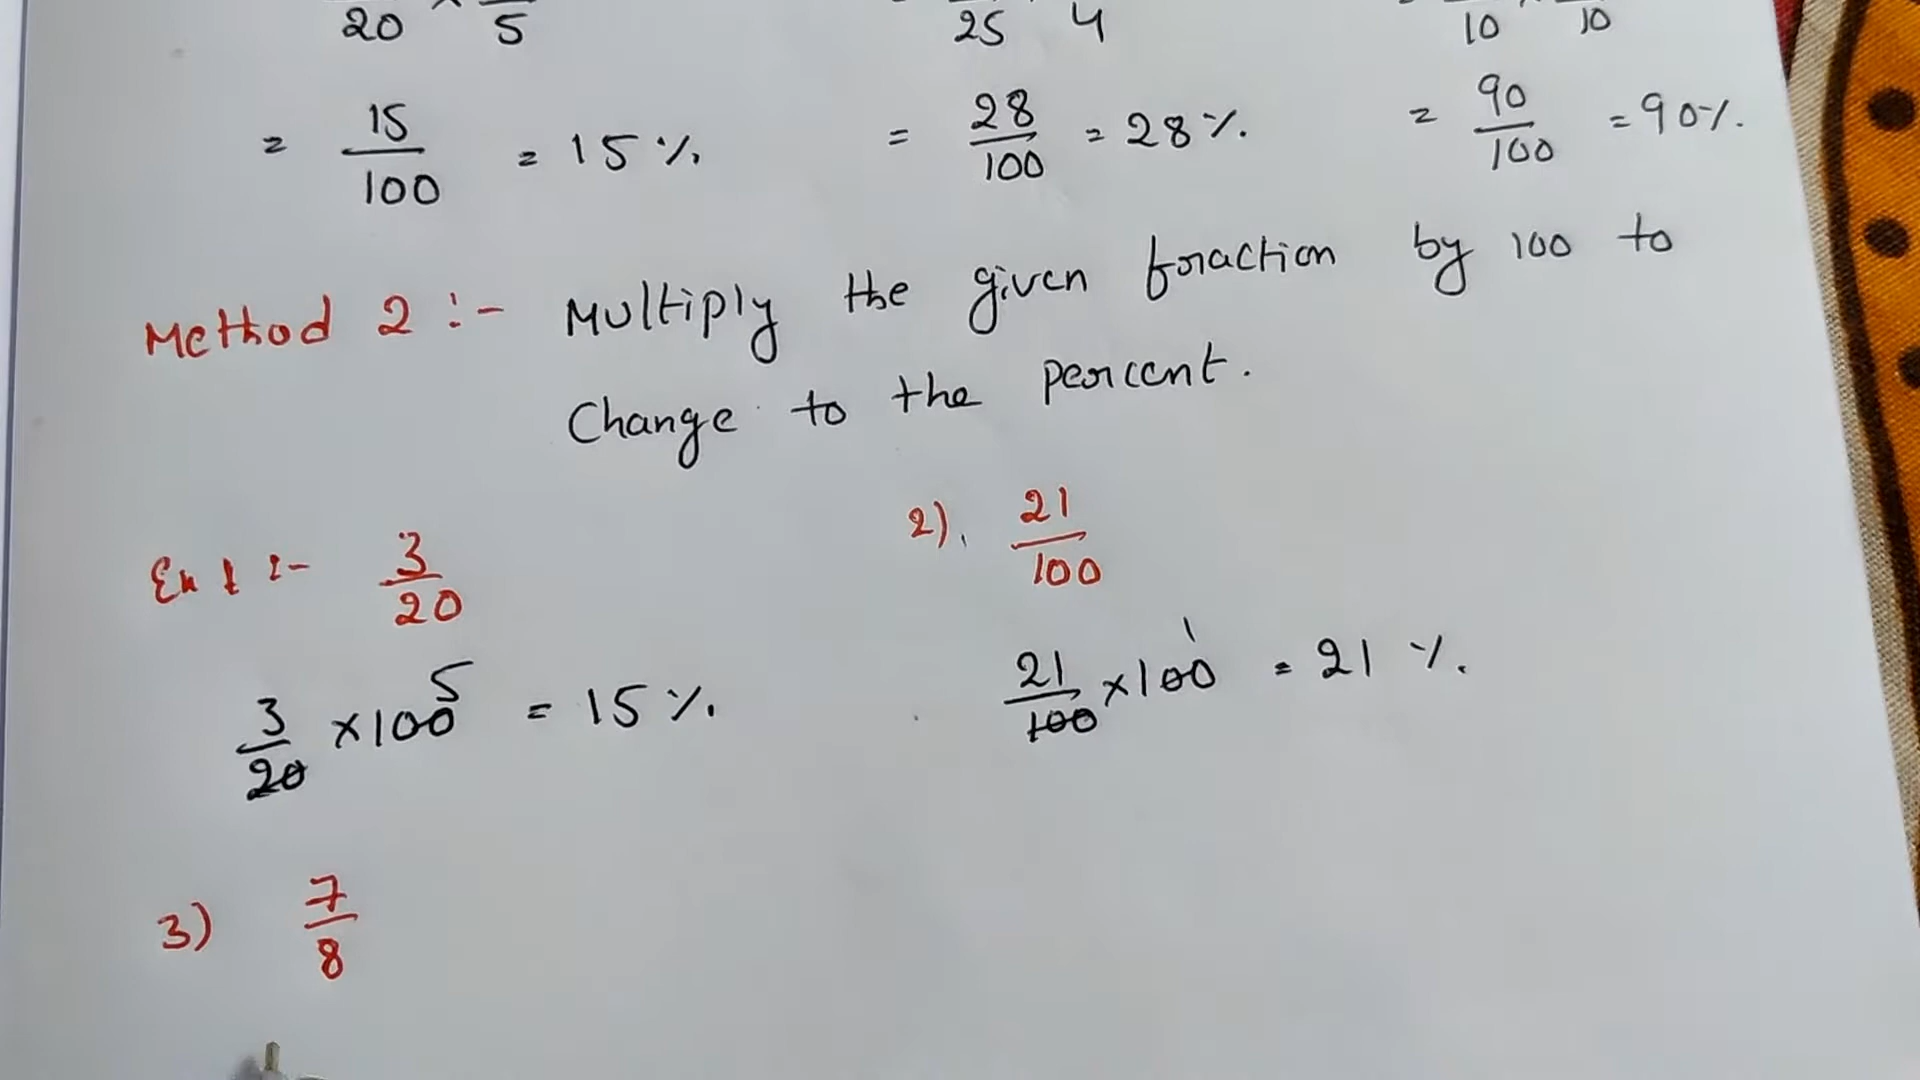 20 × 5 25 4 10 10
= 15/100 = 15% = 28/100 = 28% = 90/100 = 90%
Method 2 :- Multiply the given fraction by 100 to
Change to the percent.
Ex 1 :- 3/20 2). 21/100
3/20 × 100 5 = 15% 21/100 × 100 1 = 21%
3) 7/8